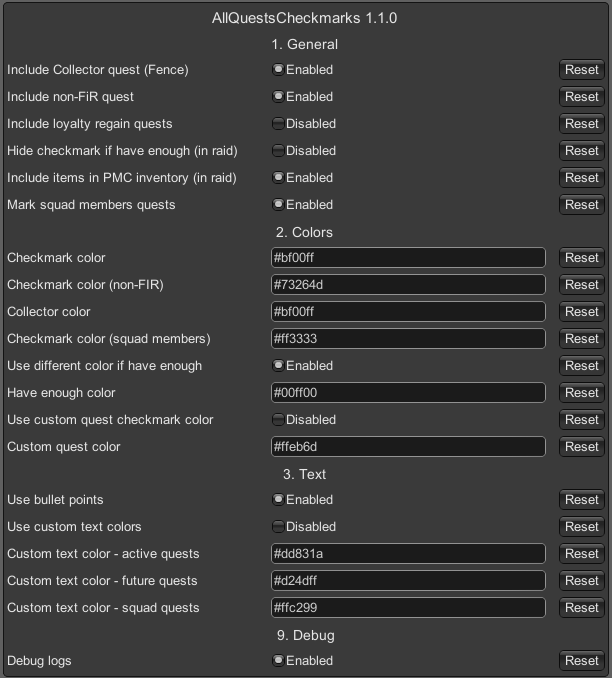 AllQuestsCheckmarks 1.1.0
1. General
Include Collector quest (Fence) Enabled Reset
Include non-FiR quest Enabled Reset
Include loyalty regain quests Disabled Reset
Hide checkmark if have enough (in raid) Disabled Reset
Include items in PMC inventory (in raid) Enabled Reset
Mark squad members quests Enabled Reset
2. Colors
Checkmark color #bf00ff Reset
Checkmark color (non-FIR) #73264d Reset
Collector color #bf00ff Reset
Checkmark color (squad members) #ff3333 Reset
Use different color if have enough Enabled Reset
Have enough color #00ff00 Reset
Use custom quest checkmark color Disabled Reset
Custom quest color #ffeb6d Reset
3. Text
Use bullet points Enabled Reset
Use custom text colors Disabled Reset
Custom text color - active quests #dd831a Reset
Custom text color - future quests #d24dff Reset
Custom text color - squad quests #ffc299 Reset
9. Debug
Debug logs Enabled Reset